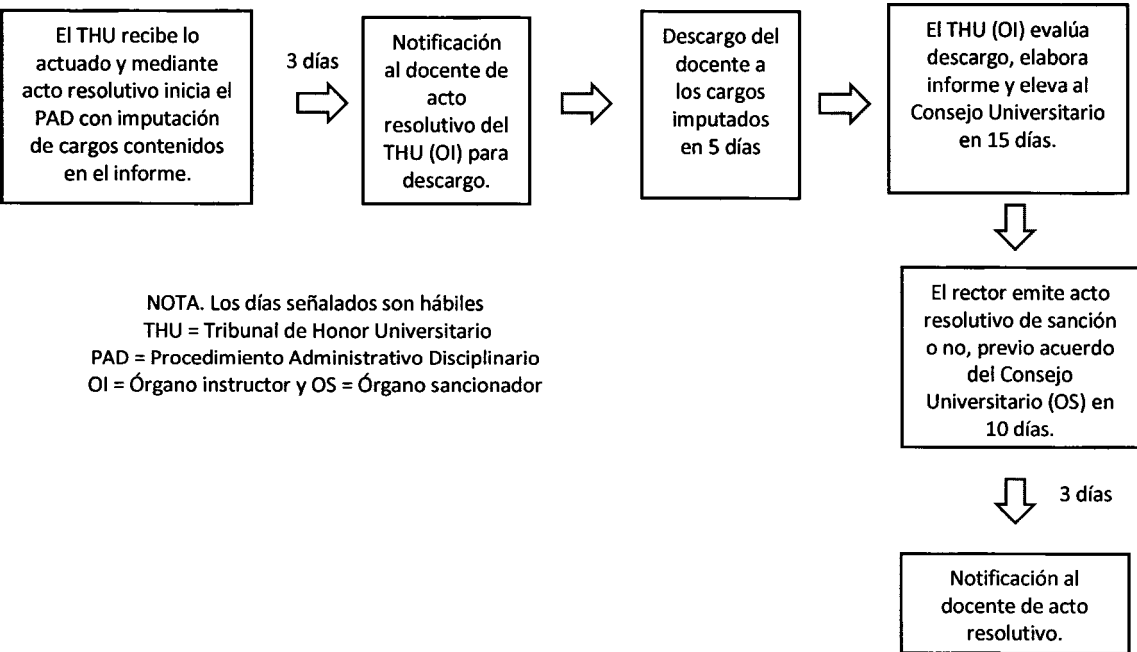 El THU recibe lo
actuado y mediante
acto resolutivo inicia el
PAD con imputación
de cargos contenidos
en el informe.
3 días
Notificación
al docente de
acto
resolutivo del
THU (OI) para
descargo.
Descargo del
docente a
los cargos
imputados
en 5 días
El THU (OI) evalúa
descargo, elabora
informe y eleva al
Consejo Universitario
en 15 días.
El rector emite acto
resolutivo de sanción
o no, previo acuerdo
del Consejo
Universitario (OS) en
10 días.
3 días
Notificación al
docente de acto
resolutivo.
NOTA. Los días señalados son hábiles
THU = Tribunal de Honor Universitario
PAD = Procedimiento Administrativo Disciplinario
OI = Órgano instructor y OS = Órgano sancionador